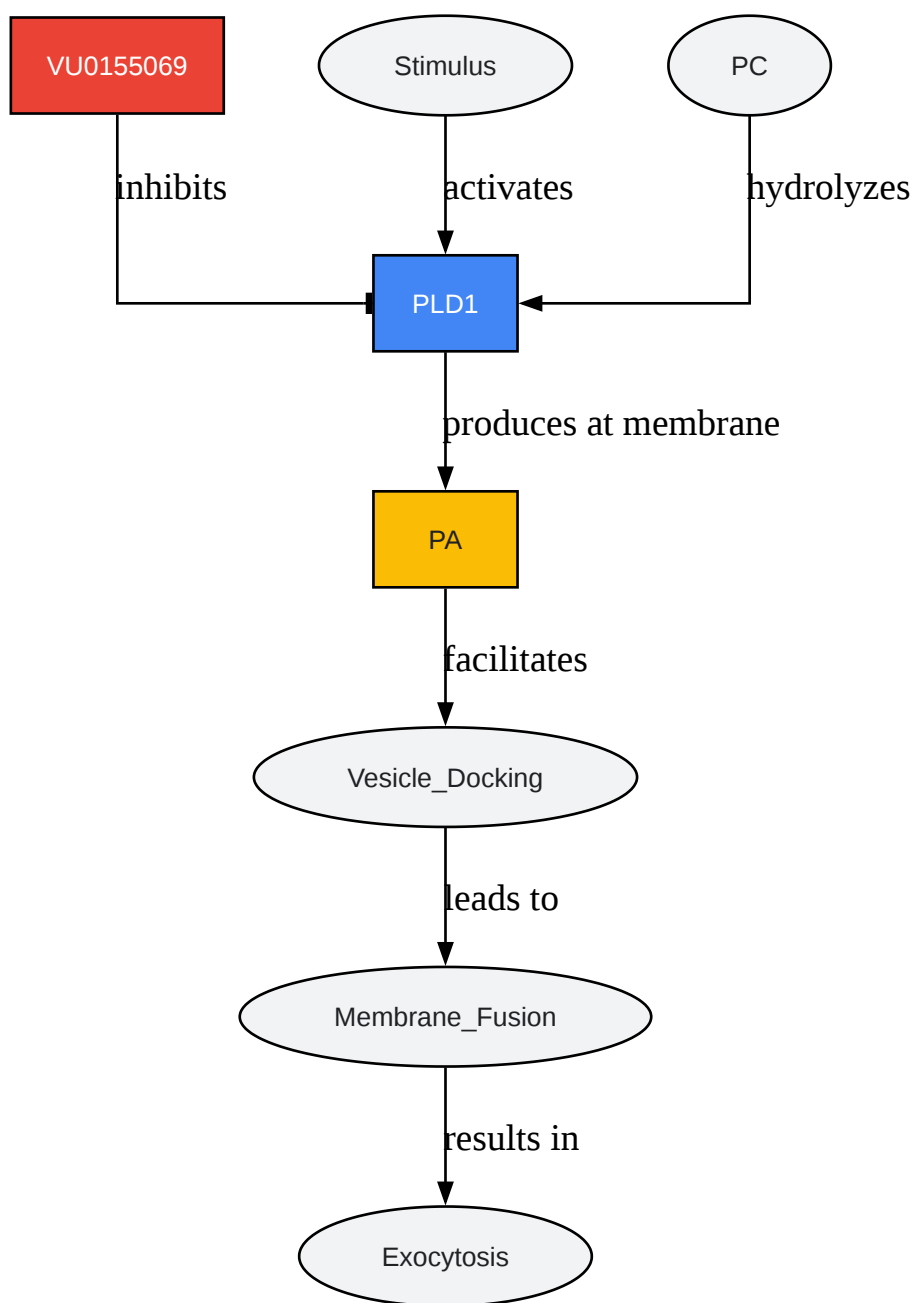 VU0155069
Stimulus
PC
inhibits
activates
hydrolyzes
PLD1
produces at membrane
PA
facilitates
Vesicle_Docking
leads to
Membrane_Fusion
results in
Exocytosis